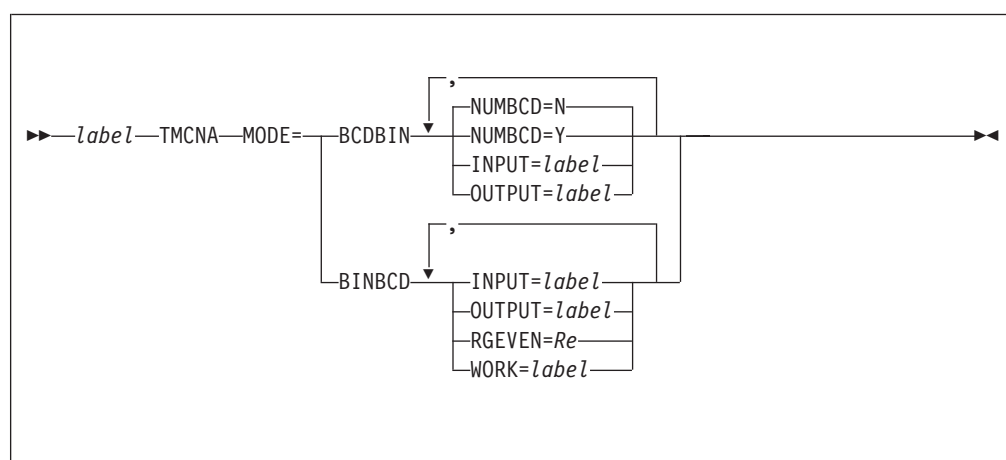 ,
NUMBCD=N
label TMCNA MODE= BCDBIN NUMBCD=Y
INPUT=label
OUTPUT=label
,
BINBCD INPUT=label
OUTPUT=label
RGEVEN=Re
WORK=label